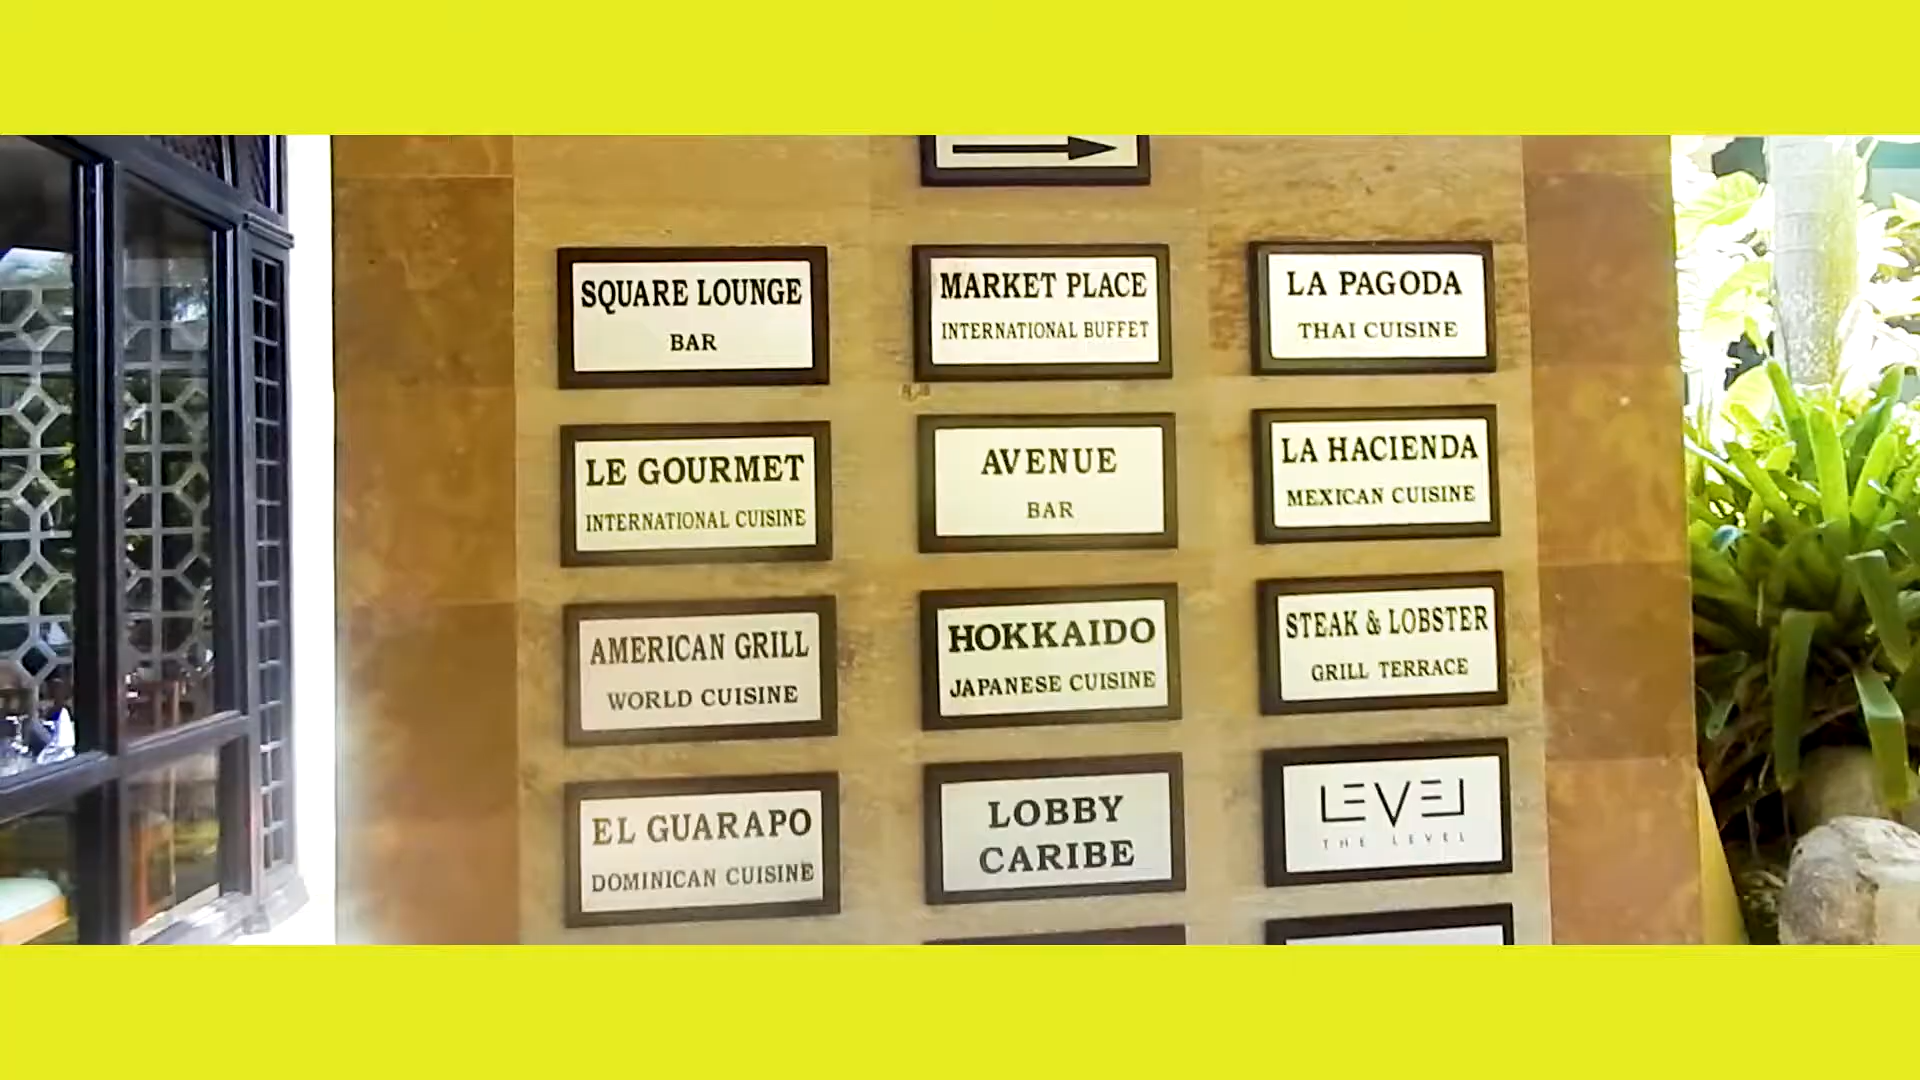 SQUARE LOUNGE
BAR
MARKET PLACE
INTERNATIONAL BUFFET
LA PAGODA
THAI CUISINE
LE GOURMET
INTERNATIONAL CUISINE
AVENUE
BAR
LA HACIENDA
MEXICAN CUISINE
AMERICAN GRILL
WORLD CUISINE
HOKKAIDO
JAPANESE CUISINE
STEAK & LOBSTER
GRILL TERRACE
EL GUARAPO
DOMINICAN CUISINE
LOBBY
CARIBE
LEVEL
THE LEVEL